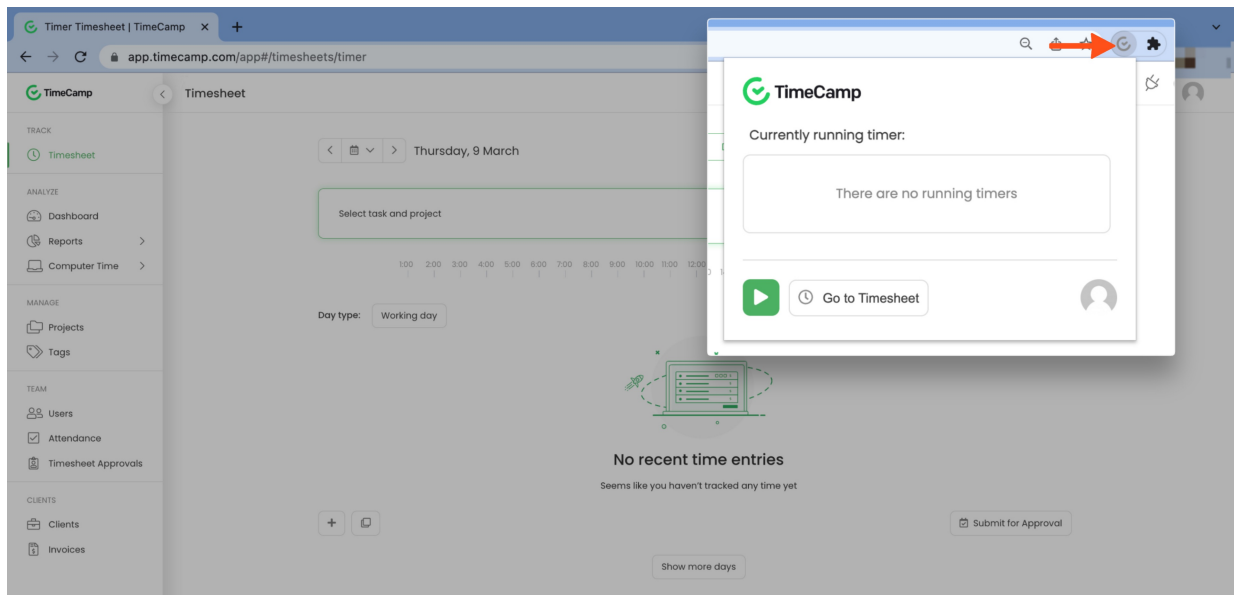 Timer Timesheet | TimeCamp
app.timecamp.com/app#/timesheets/timer
TimeCamp
Timesheet
TRACK
Timesheet
ANALYZE
Dashboard
Reports
Computer Time
MANAGE
Projects
Tags
TEAM
Users
Attendance
Timesheet Approvals
CLIENTS
Clients
Invoices
Thursday, 9 March
Select task and project
1:00 2:00 3:00 4:00 5:00 6:00 7:00 8:00 9:00 10:00 11:00 12:00
Day type: Working day
No recent time entries
Seems like you haven't tracked any time yet
Submit for Approval
Show more days
TimeCamp
Currently running timer:
There are no running timers
Go to Timesheet